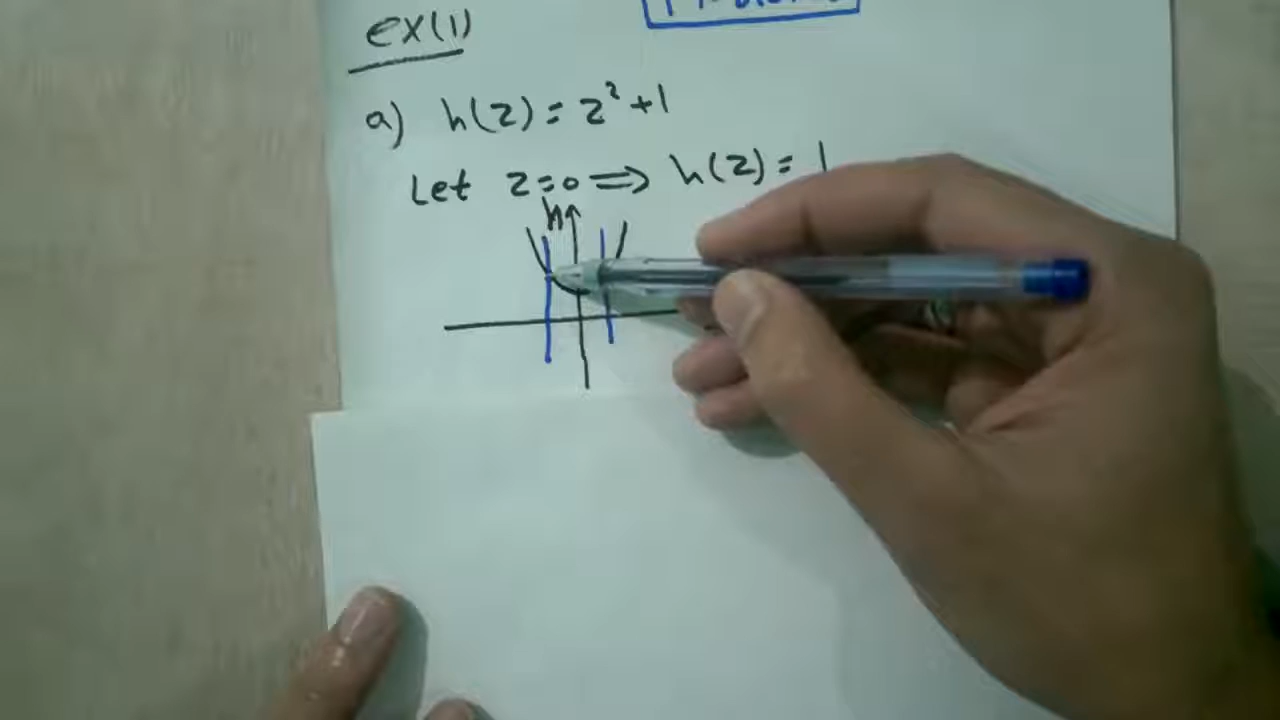 ex(1)
a) h(z) = z² + 1
Let z = 0 ⟹ h(z) = 1
h